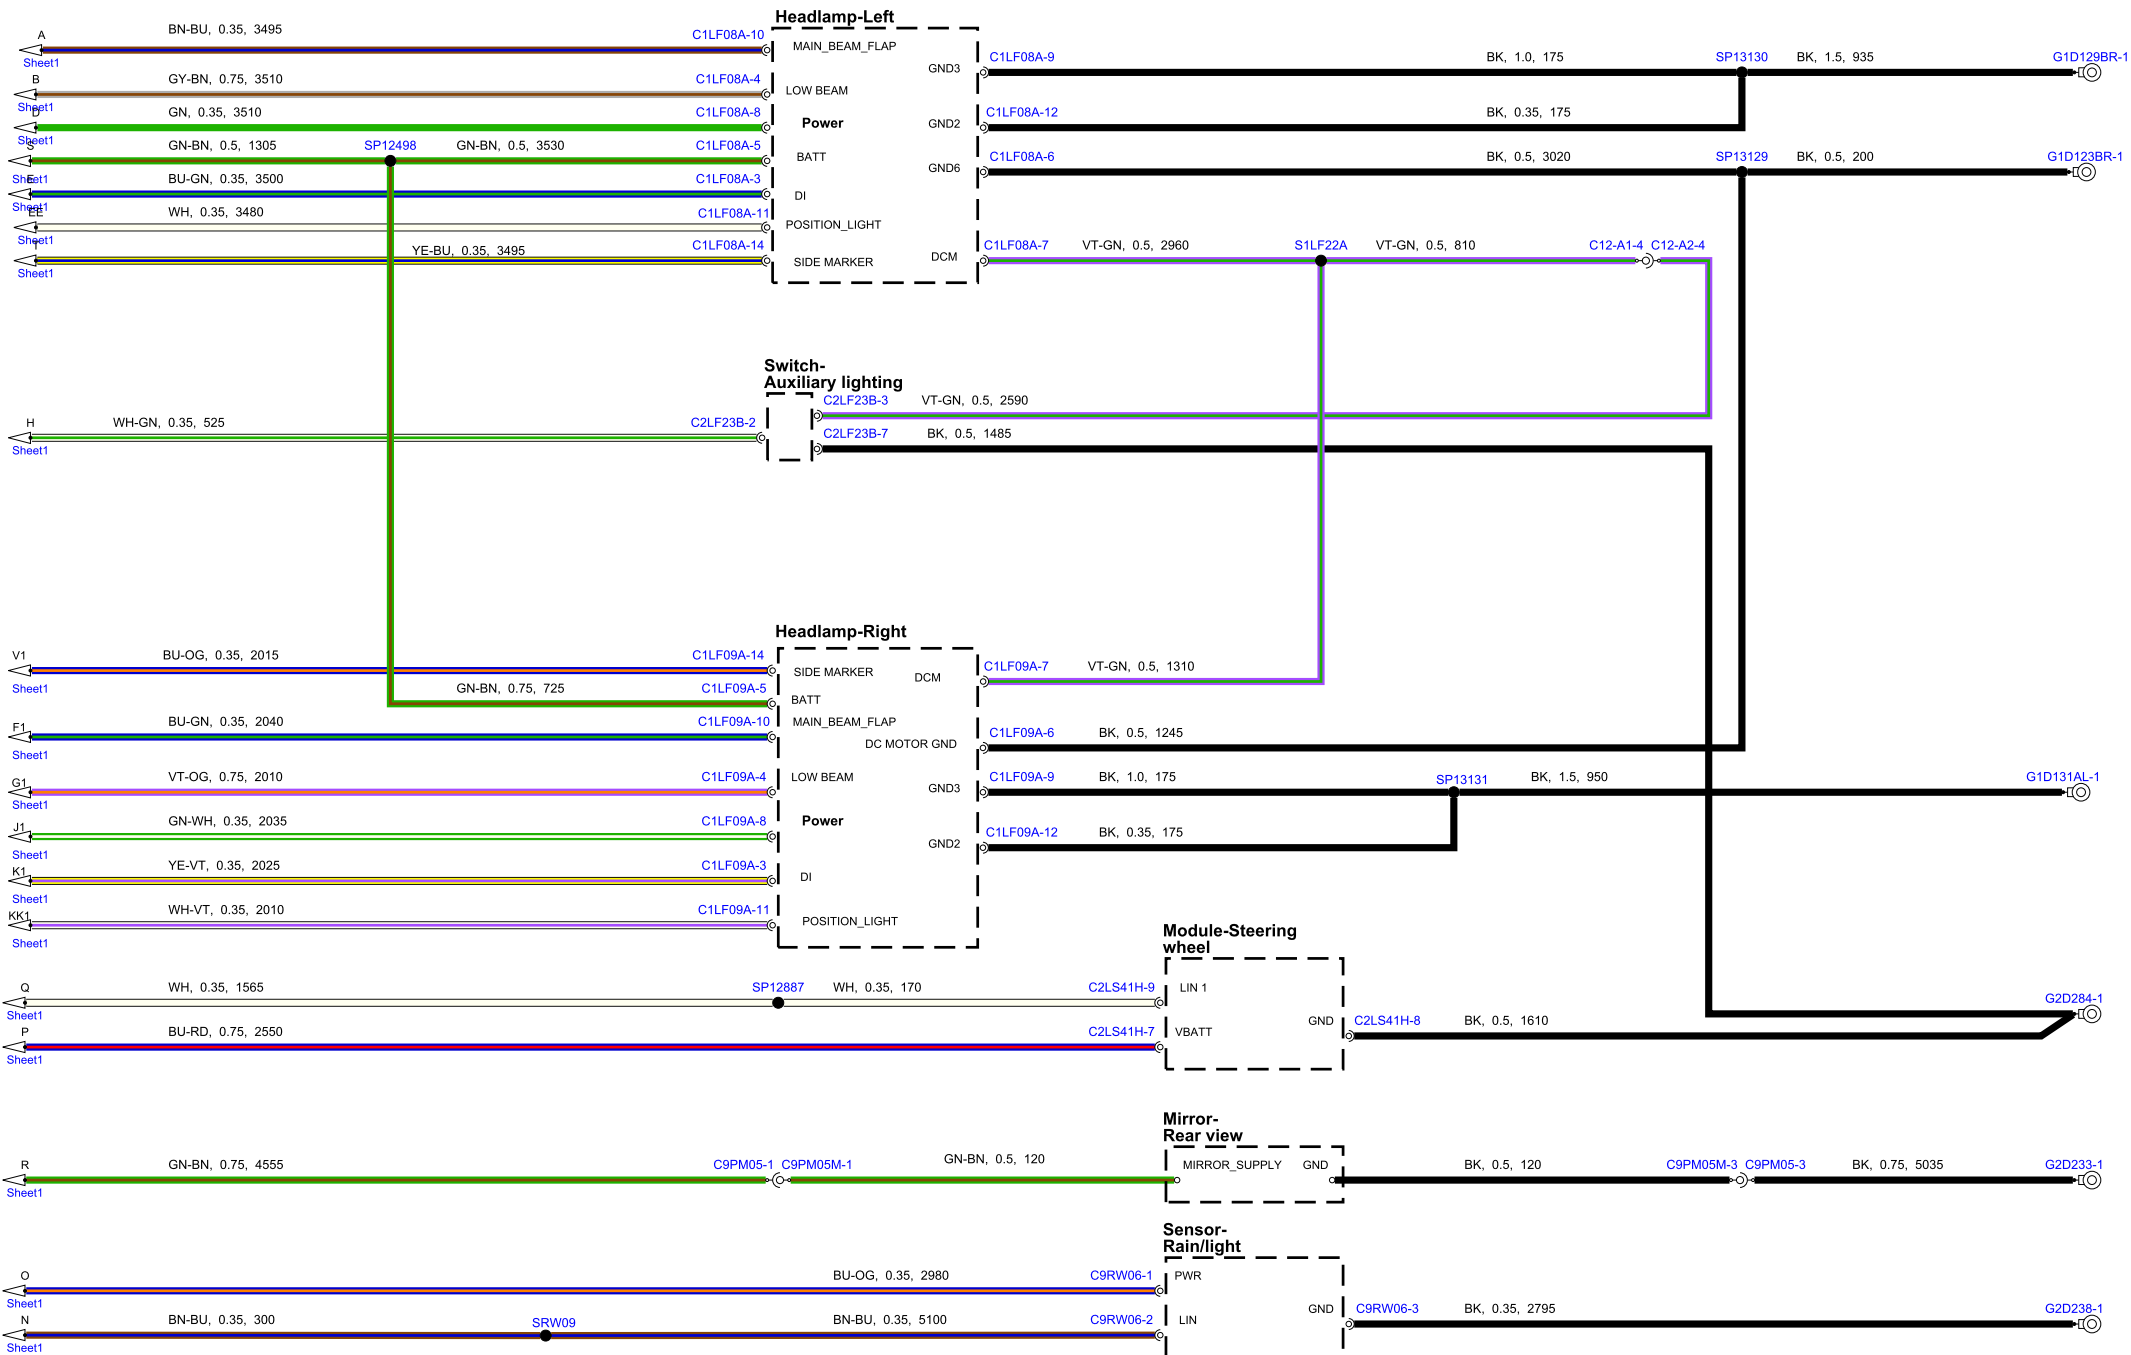 Headlamp-Left
A
BN-BU, 0.35, 3495
C1LF08A-10
MAIN_BEAM_FLAP
Sheet1
C1LF08A-9
GND3
BK, 1.0, 175
SP13130
BK, 1.5, 935
G1D129BR-1
B
GY-BN, 0.75, 3510
C1LF08A-4
LOW BEAM
Sheet1
D
GN, 0.35, 3510
C1LF08A-8
Power
C1LF08A-12
GND2
BK, 0.35, 175
Sheet1
S
GN-BN, 0.5, 1305
SP12498
GN-BN, 0.5, 3530
C1LF08A-5
BATT
C1LF08A-6
GND6
BK, 0.5, 3020
SP13129
BK, 0.5, 200
G1D123BR-1
Sheet1
E
BU-GN, 0.35, 3500
C1LF08A-3
DI
Sheet1
EE
WH, 0.35, 3480
C1LF08A-11
POSITION_LIGHT
Sheet1
T
YE-BU, 0.35, 3495
C1LF08A-14
SIDE MARKER
Sheet1
DCM
C1LF08A-7
VT-GN, 0.5, 2960
S1LF22A
VT-GN, 0.5, 810
C12-A1-4
C12-A2-4
Switch-
Auxiliary lighting
C2LF23B-3
VT-GN, 0.5, 2590
H
WH-GN, 0.35, 525
C2LF23B-2
Sheet1
C2LF23B-7
BK, 0.5, 1485
Headlamp-Right
V1
BU-OG, 0.35, 2015
C1LF09A-14
SIDE MARKER
Sheet1
DCM
C1LF09A-7
VT-GN, 0.5, 1310
GN-BN, 0.75, 725
C1LF09A-5
BATT
F1
BU-GN, 0.35, 2040
C1LF09A-10
MAIN_BEAM_FLAP
Sheet1
DC MOTOR GND
C1LF09A-6
BK, 0.5, 1245
G1
VT-OG, 0.75, 2010
C1LF09A-4
LOW BEAM
Sheet1
GND3
C1LF09A-9
BK, 1.0, 175
SP13131
BK, 1.5, 950
G1D131AL-1
J1
GN-WH, 0.35, 2035
C1LF09A-8
Power
Sheet1
GND2
C1LF09A-12
BK, 0.35, 175
K1
YE-VT, 0.35, 2025
C1LF09A-3
DI
Sheet1
KK1
WH-VT, 0.35, 2010
C1LF09A-11
POSITION_LIGHT
Sheet1
Module-Steering
wheel
Q
WH, 0.35, 1565
SP12887
WH, 0.35, 170
C2LS41H-9
LIN 1
Sheet1
P
BU-RD, 0.75, 2550
C2LS41H-7
VBATT
Sheet1
GND
C2LS41H-8
BK, 0.5, 1610
G2D284-1
Mirror-
Rear view
R
GN-BN, 0.75, 4555
C9PM05-1
C9PM05M-1
GN-BN, 0.5, 120
MIRROR_SUPPLY
GND
BK, 0.5, 120
C9PM05M-3
C9PM05-3
BK, 0.75, 5035
G2D233-1
Sheet1
Sensor-
Rain/light
O
BU-OG, 0.35, 2980
C9RW06-1
PWR
Sheet1
N
BN-BU, 0.35, 300
SRW09
BN-BU, 0.35, 5100
C9RW06-2
LIN
Sheet1
GND
C9RW06-3
BK, 0.35, 2795
G2D238-1